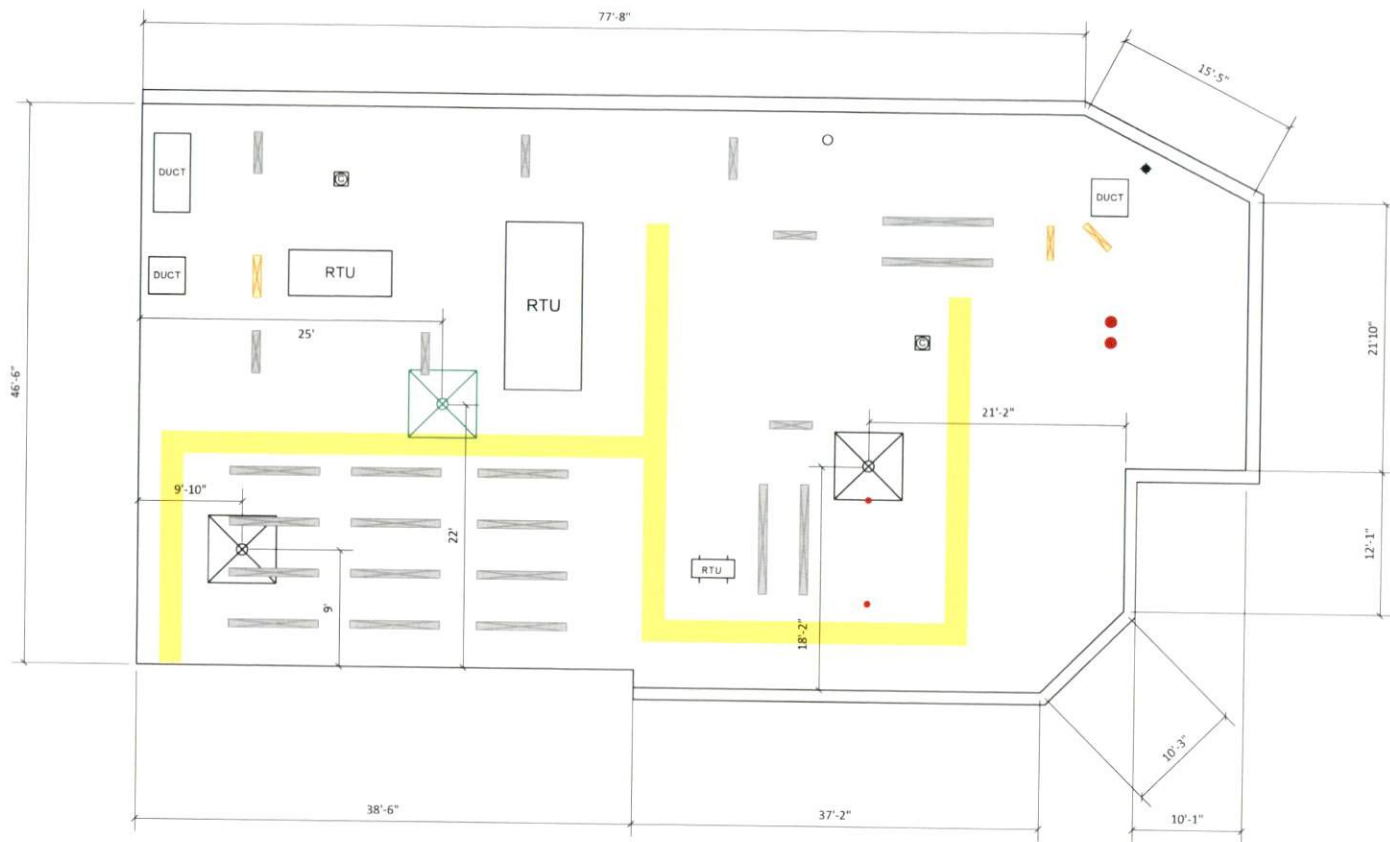 77'-8"
15'-5"
DUCT
C
DUCT
DUCT
RTU
RTU
25'
46'-6"
C
21'10"
21'-2"
9'-10"
22'
9'
RTU
18'-2"
12'-1"
10'-3"
38'-6"
37'-2"
10'-1"